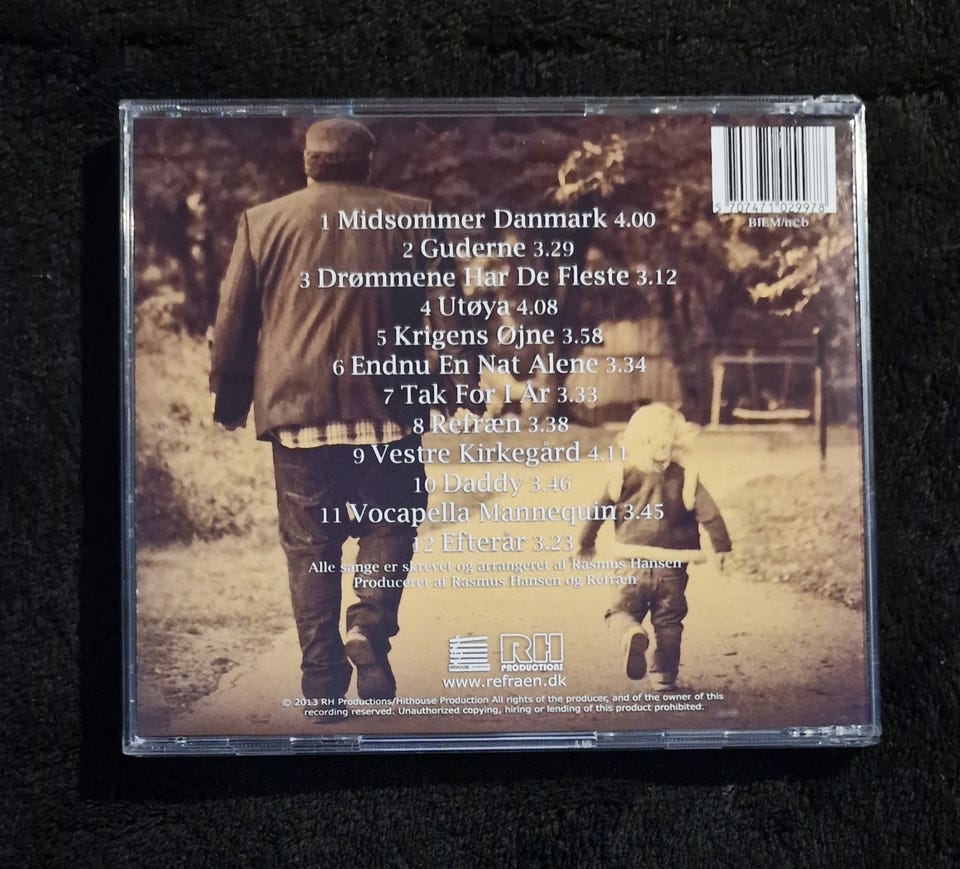 5 707471 029978
BIEM/ncb
1 Midsommer Danmark 4.00
2 Guderne 3.29
3 Drømmene Har De Fleste 3.12
4 Utøya 4.08
5 Krigens Øjne 3.58
6 Endnu En Nat Alene 3.34
7 Tak For I År 3.33
8 Refræn 3.38
9 Vestre Kirkegård 4.11
10 Daddy 3.46
11 Vocapella Mannequin 3.45
12 Efterår 3.23
Alle sange er skrevet og arrangeret af Rasmus Hansen
Produceret af Rasmus Hansen og Refræn
RH
PRODUCTIONS
www.refraen.dk
© 2013 RH Productions/Hithouse Production All rights of the producer, and of the owner of this
recording reserved. Unauthorized copying, hiring or lending of this product prohibited.